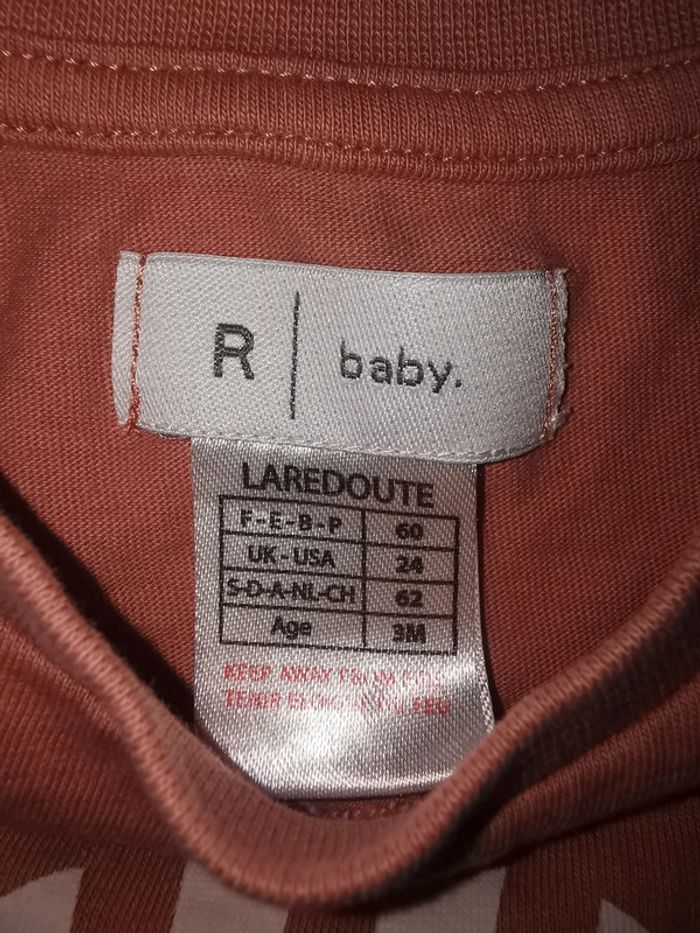 R | baby.
LAREDOUTE
F-E-B-P 60
UK-USA 24
S-D-A-NL-CH 62
Age 3M
KEEP AWAY FROM FIRE
TENIR ELOIGNE DU FEU